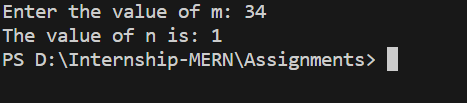 Enter the value of m: 34
The value of n is: 1
PS D:\Internship-MERN\Assignments>